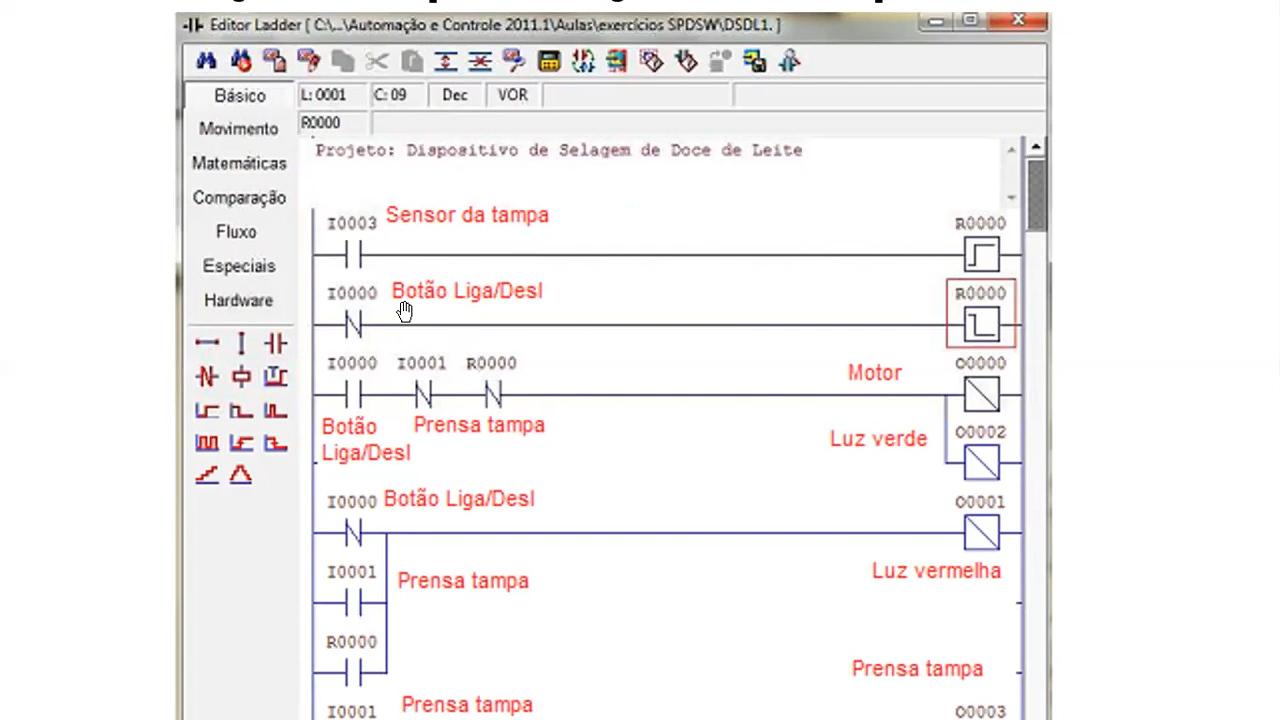 Editor Ladder [ C:\...\Automação e Controle 2011.1\Aulas\exercícios SPDSW\DSDL1. ]
Básico
L: 0001
C: 09
Dec
VOR
R0000
Movimento
Matemáticas
Comparação
Fluxo
Especiais
Hardware
Projeto: Dispositivo de Selagem de Doce de Leite
I0003 Sensor da tampa R0000
I0000 Botão Liga/Desl R0000
I0000 I0001 R0000 Motor O0000
Botão Liga/Desl
Prensa tampa
Luz verde O0002
I0000 Botão Liga/Desl O0001
Luz vermelha
I0001 Prensa tampa
R0000
Prensa tampa
I0001 Prensa tampa O0003